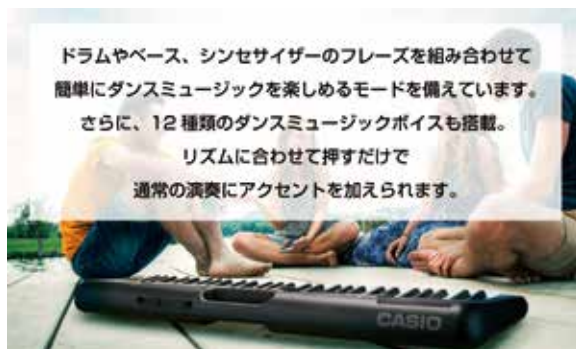 ドラムやベース、シンセサイザーのフレーズを組み合わせて
簡単にダンスミュージックを楽しめるモードを備えています。
さらに、12種類のダンスミュージックボイスも搭載。
リズムに合わせて押すだけで
通常の演奏にアクセントを加えられます。
CASIO